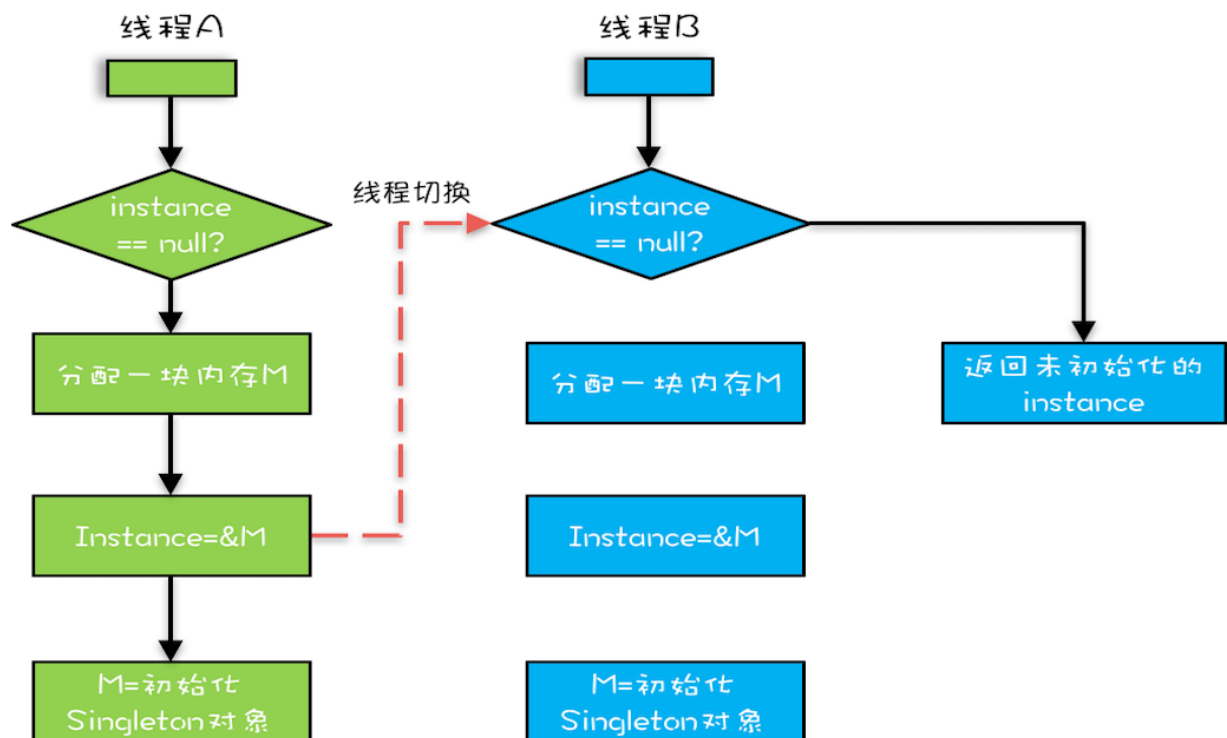 线程A
线程B
线程切换
instance
== null?
instance
== null?
分配一块内存M
分配一块内存M
返回未初始化的
instance
Instance=&M
Instance=&M
M=初始化
Singleton对象
M=初始化
Singleton对象